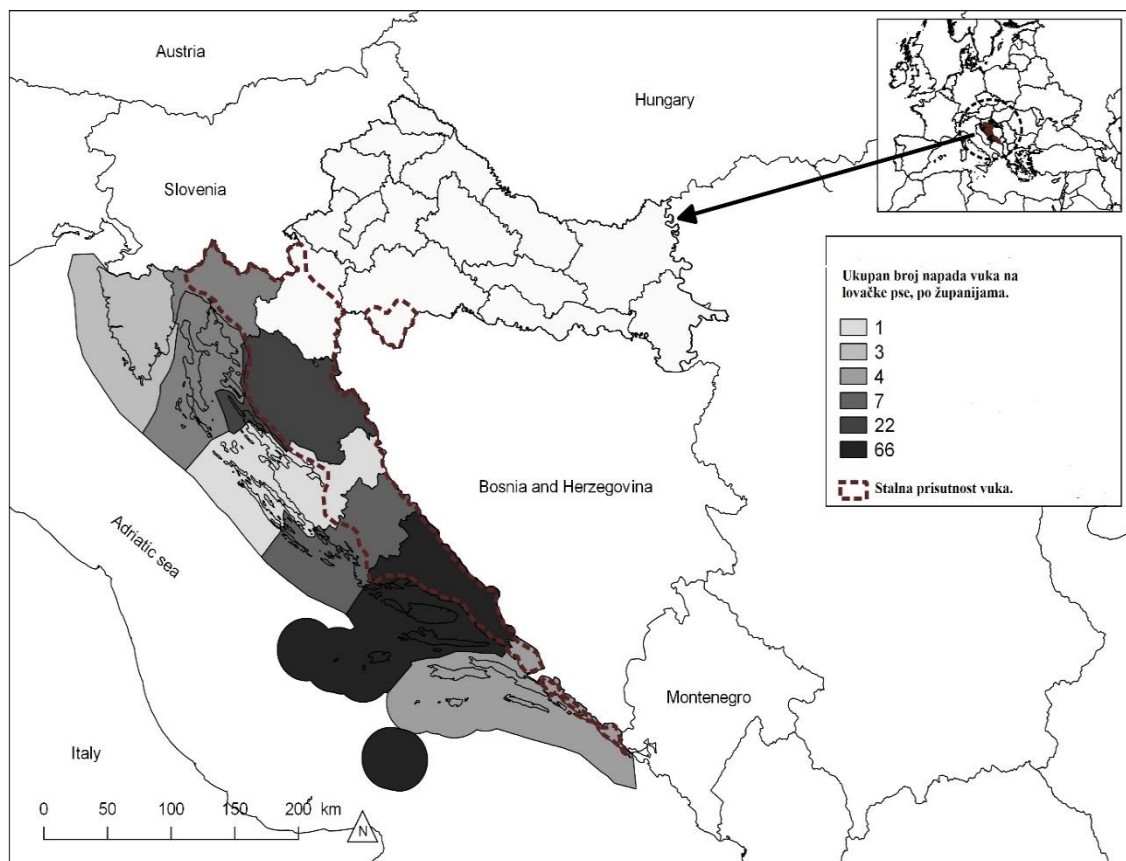 Austria
Hungary
Slovenia
Ukupan broj napada vuka na
lovačke pse, po županijama.
1
3
4
7
22
66
Stalna prisutnost vuka.
Bosnia and Herzegovina
Adriatic sea
Montenegro
Italy
0 50 100 150 200 km
N